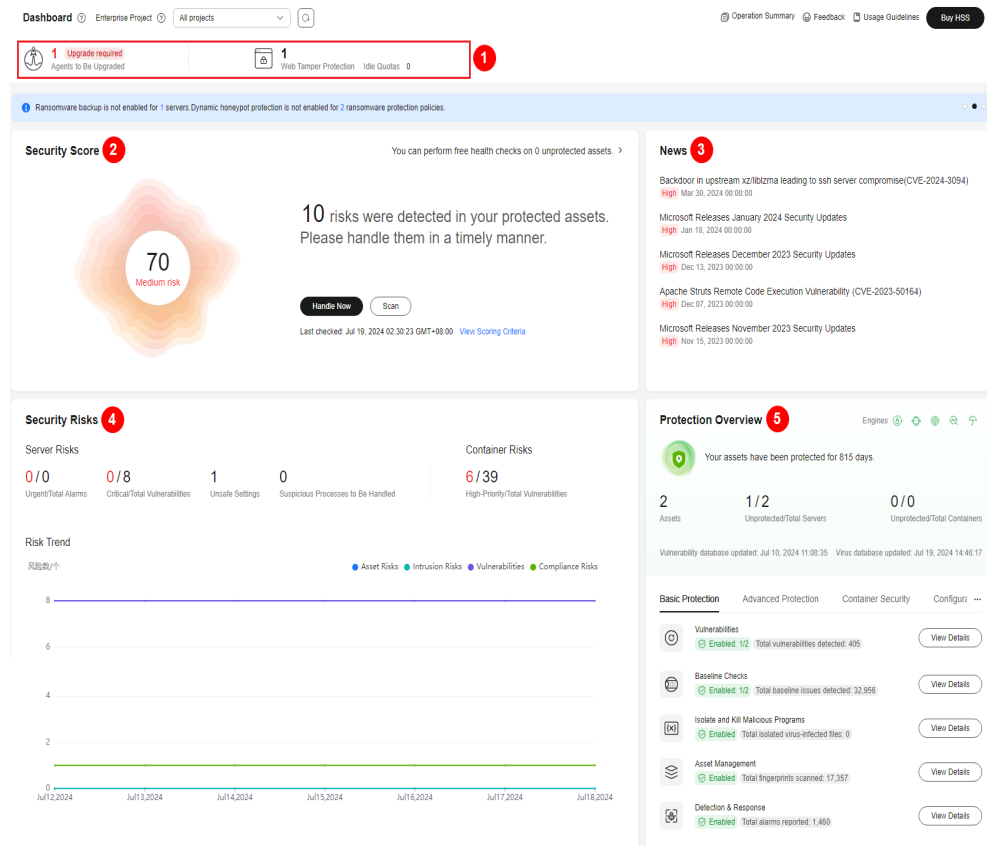 Dashboard Enterprise Project All projects Operation Summary Feedback Usage Guidelines Buy HSS
1 Upgrade required
Agents to Be Upgraded
1
Web Tamper Protection Idle Quotas 0
1
Ransomware backup is not enabled for 1 servers.Dynamic honeypot protection is not enabled for 2 ransomware protection policies.
Security Score 2
You can perform free health checks on 0 unprotected assets. >
70
Medium risk
10 risks were detected in your protected assets.
Please handle them in a timely manner.
Handle Now Scan
Last checked: Jul 19, 2024 02:30:23 GMT+08:00 View Scoring Criteria
News 3
Backdoor in upstream xz/liblzma leading to ssh server compromise(CVE-2024-3094)
High Mar 30, 2024 00:00:00
Microsoft Releases January 2024 Security Updates
High Jan 10, 2024 00:00:00
Microsoft Releases December 2023 Security Updates
High Dec 13, 2023 00:00:00
Apache Struts Remote Code Execution Vulnerability (CVE-2023-50164)
High Dec 07, 2023 00:00:00
Microsoft Releases November 2023 Security Updates
High Nov 15, 2023 00:00:00
Security Risks 4
Server Risks
0/0
Urgent/Total Alarms
0/8
Critical/Total Vulnerabilities
1
Unsafe Settings
0
Suspicious Processes to Be Handled
Container Risks
6/39
High-Priority/Total Vulnerabilities
Risk Trend
风险数/个
Asset Risks Intrusion Risks Vulnerabilities Compliance Risks
8
6
4
2
0
Jul12,2024 Jul13,2024 Jul14,2024 Jul15,2024 Jul16,2024 Jul17,2024 Jul18,2024
Protection Overview 5
Engines
Your assets have been protected for 815 days.
2
Assets
1/2
Unprotected/Total Servers
0/0
Unprotected/Total Containers
Vulnerability database updated: Jul 10, 2024 11:08:35 Virus database updated: Jul 19, 2024 14:46:17
Basic Protection Advanced Protection Container Security Configura ···
Vulnerabilities
Enabled: 1/2 Total vulnerabilities detected: 405
View Details
Baseline Checks
Enabled: 1/2 Total baseline issues detected: 32,956
View Details
Isolate and Kill Malicious Programs
Enabled Total isolated virus-infected files: 0
View Details
Asset Management
Enabled Total fingerprints scanned: 17,357
View Details
Detection & Response
Enabled Total alarms reported: 1,460
View Details